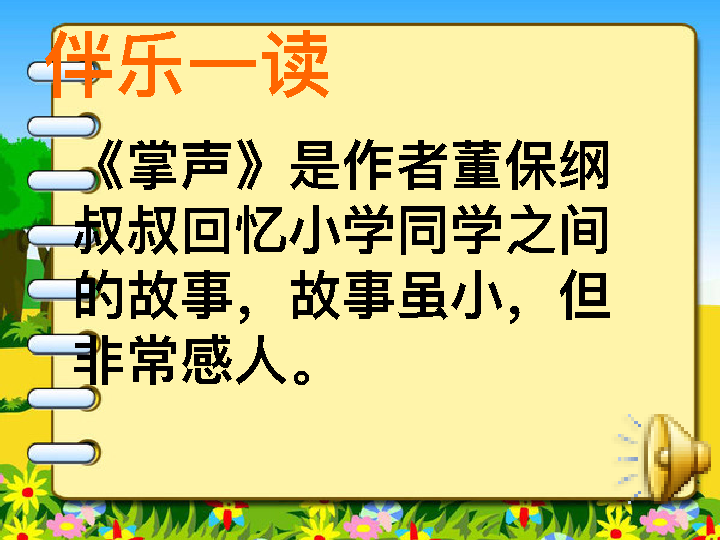 伴乐一读
《掌声》是作者董保纲
叔叔回忆小学同学之间
的故事，故事虽小，但
非常感人。